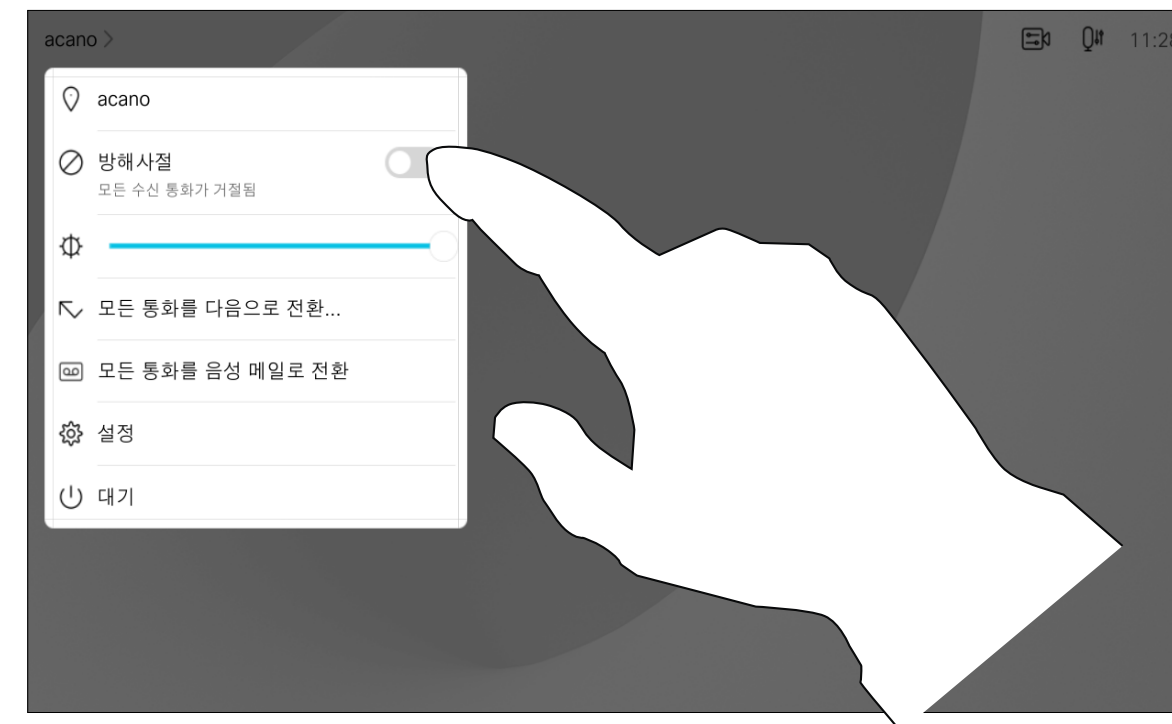 acano
11:28
acano
방해사절
모든 수신 통화가 거절됨
모든 통화를 다음으로 전환...
모든 통화를 음성 메일로 전환
설정
대기